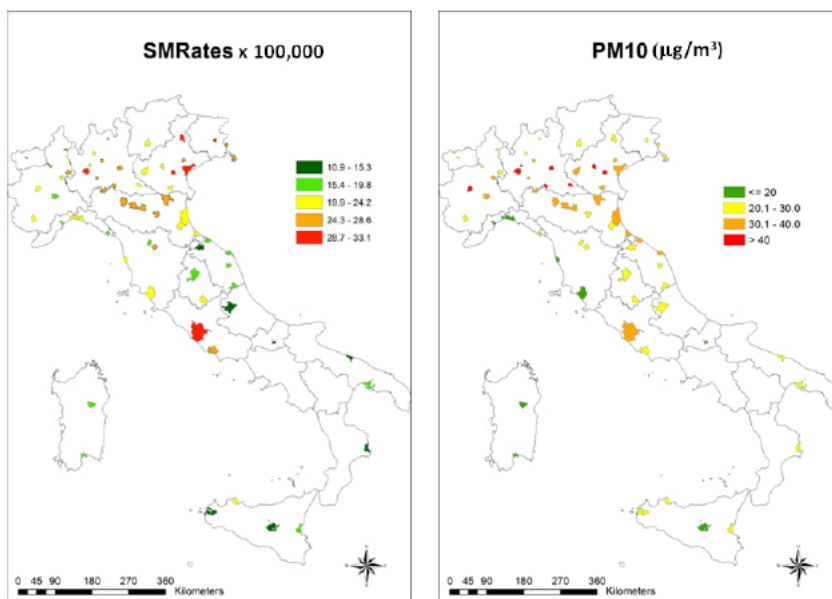 SMRates x 100,000
10.9 - 15.3
15.4 - 19.8
19.9 - 24.2
24.3 - 28.6
28.7 - 33.1
0 45 90 180 270 360
Kilometers
PM10 (µg/m³)
<= 20
20.1 - 30.0
30.1 - 40.0
> 40
0 45 90 180 270 360
Kilometers